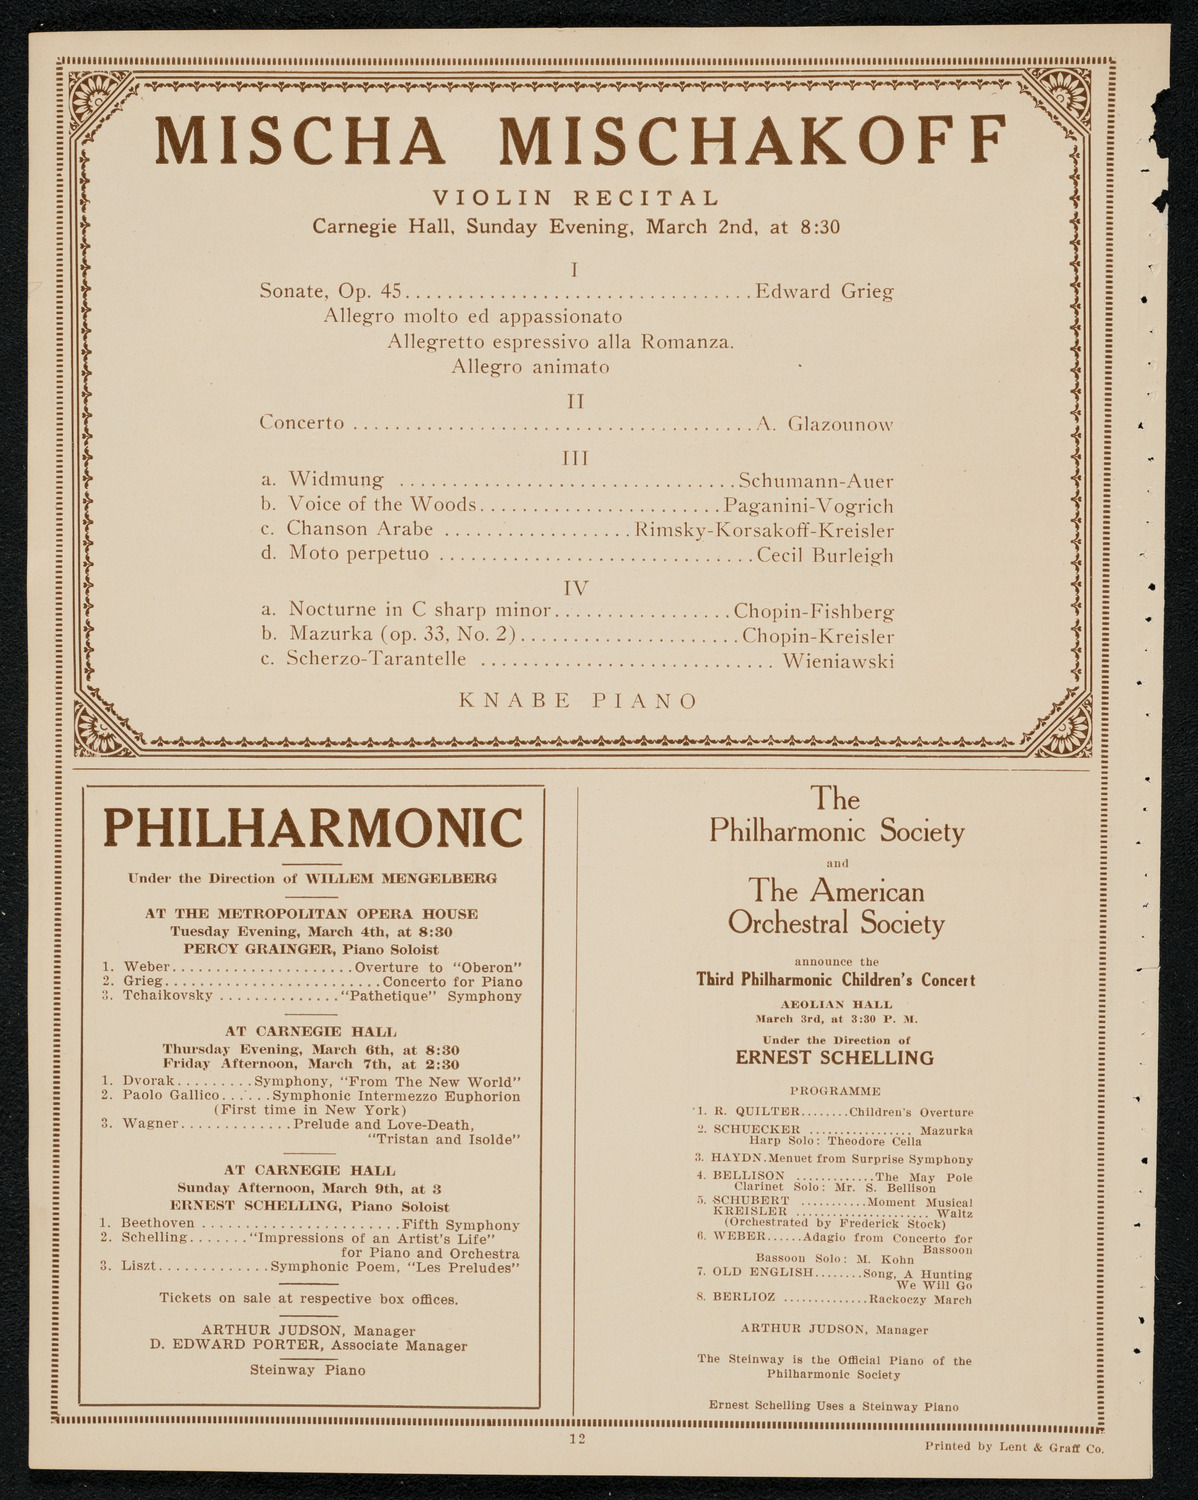 MISCHA MISCHAKOFF
VIOLIN RECITAL
Carnegie Hall, Sunday Evening, March 2nd, at 8:30
I
Sonate, Op. 45.................................Edward Grieg
Allegro molto ed appassionato
Allegretto espressivo alla Romanza.
Allegro animato
II
Concerto ......................................A. Glazounow
III
a. Widmung ................................Schumann-Auer
b. Voice of the Woods.......................Paganini-Vogrich
c. Chanson Arabe ..................Rimsky-Korsakoff-Kreisler
d. Moto perpetuo ..............................Cecil Burleigh
IV
a. Nocturne in C sharp minor.................Chopin-Fishberg
b. Mazurka (op. 33, No. 2).....................Chopin-Kreisler
c. Scherzo-Tarantelle ............................ Wieniawski
KNABE PIANO
PHILHARMONIC
Under the Direction of WILLEM MENGELBERG
AT THE METROPOLITAN OPERA HOUSE
Tuesday Evening, March 4th, at 8:30
PERCY GRAINGER, Piano Soloist
1. Weber.....................Overture to "Oberon"
2. Grieg.........................Concerto for Piano
3. Tchaikovsky .............."Pathetique" Symphony
AT CARNEGIE HALL
Thursday Evening, March 6th, at 8:30
Friday Afternoon, March 7th, at 2:30
1. Dvorak.........Symphony, "From The New World"
2. Paolo Gallico......Symphonic Intermezzo Euphorion
(First time in New York)
3. Wagner.............Prelude and Love-Death,
"Tristan and Isolde"
AT CARNEGIE HALL
Sunday Afternoon, March 9th, at 3
ERNEST SCHELLING, Piano Soloist
1. Beethoven .......................Fifth Symphony
2. Schelling......."Impressions of an Artist's Life"
for Piano and Orchestra
3. Liszt.............Symphonic Poem, "Les Preludes"
Tickets on sale at respective box offices.
ARTHUR JUDSON, Manager
D. EDWARD PORTER, Associate Manager
Steinway Piano
The
Philharmonic Society
and
The American
Orchestral Society
announce the
Third Philharmonic Children's Concert
AEOLIAN HALL
March 3rd, at 3:30 P. M.
Under the Direction of
ERNEST SCHELLING
PROGRAMME
1. R. QUILTER........Children's Overture
2. SCHUECKER ................ Mazurka
Harp Solo: Theodore Cella
3. HAYDN.Menuet from Surprise Symphony
4. BELLISON ............The May Pole
Clarinet Solo: Mr. S. Bellison
5. SCHUBERT ...........Moment Musical
KREISLER .................... Waltz
(Orchestrated by Frederick Stock)
6. WEBER......Adagio from Concerto for
Bassoon
Bassoon Solo: M. Kohn
7. OLD ENGLISH........Song, A Hunting
We Will Go
8. BERLIOZ ..............Rackoczy March
ARTHUR JUDSON, Manager
The Steinway is the Official Piano of the
Philharmonic Society
Ernest Schelling Uses a Steinway Piano
12
Printed by Lent & Graff Co.